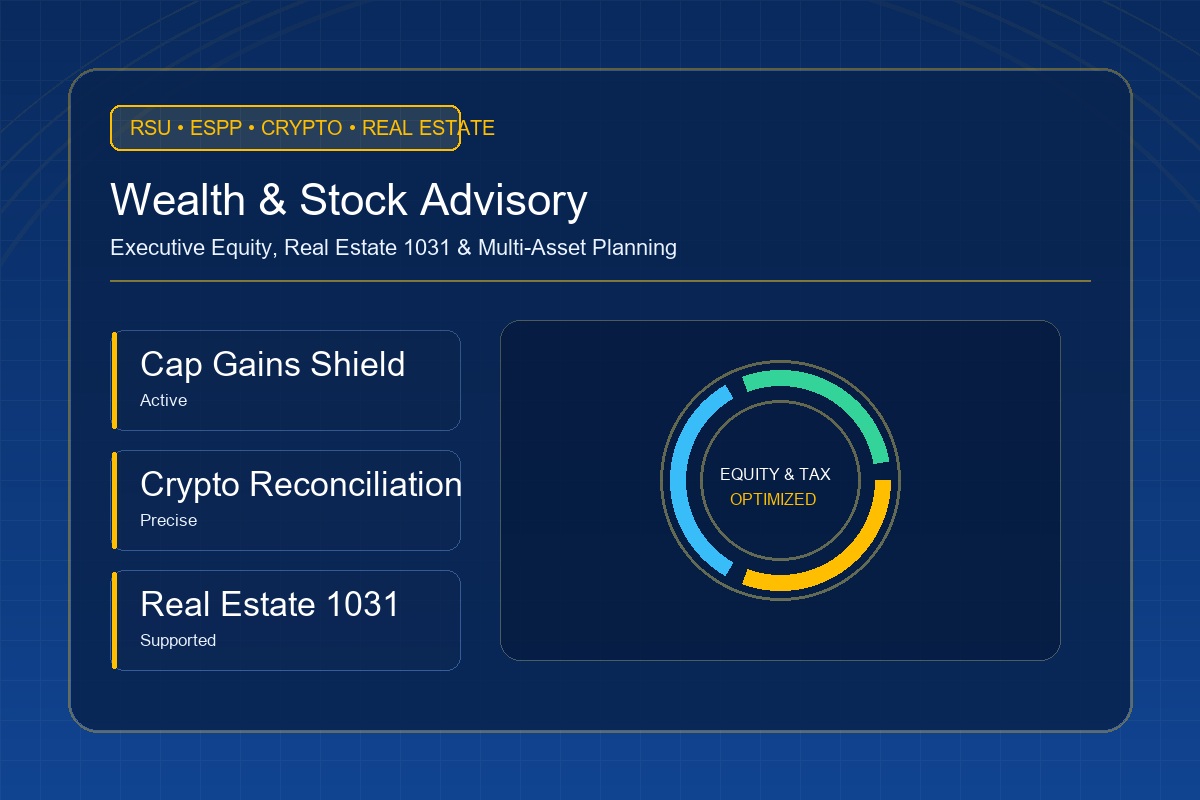 RSU • ESPP • CRYPTO • REAL ESTATE
Wealth & Stock Advisory
Executive Equity, Real Estate 1031 & Multi-Asset Planning
Cap Gains Shield
Active
Crypto Reconciliation
Precise
Real Estate 1031
Supported
EQUITY & TAX
OPTIMIZED